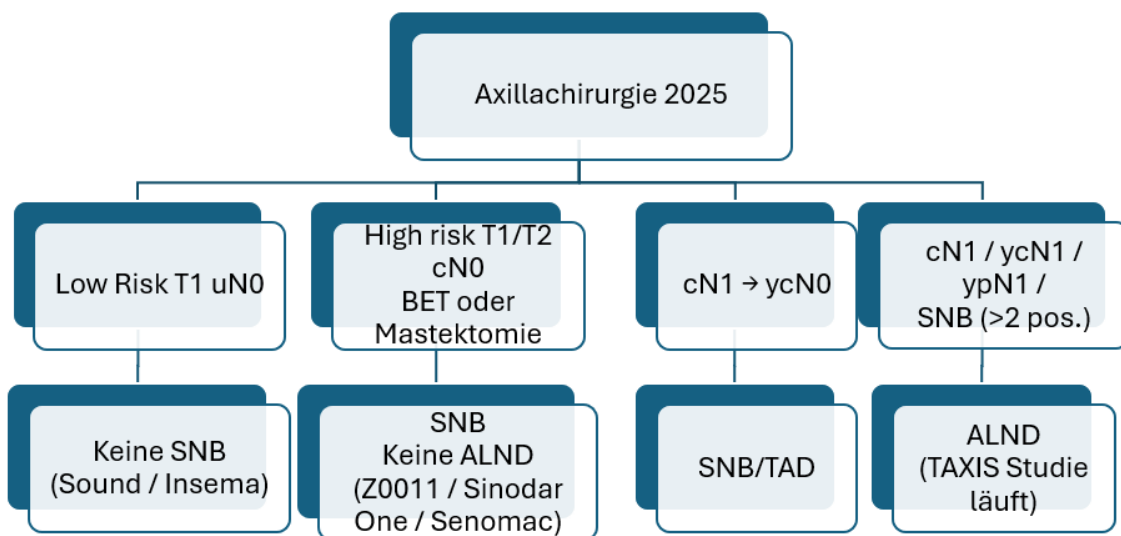 Axillachirurgie 2025
Low Risk T1 uN0
High risk T1/T2
cN0
BET oder
Mastektomie
cN1 → ycN0
cN1 / ycN1 /
ypN1 /
SNB (>2 pos.)
Keine SNB
(Sound / Insema)
SNB
Keine ALND
(Z0011 / Sinodar
One / Senomac)
SNB/TAD
ALND
(TAXIS Studie
läuft)